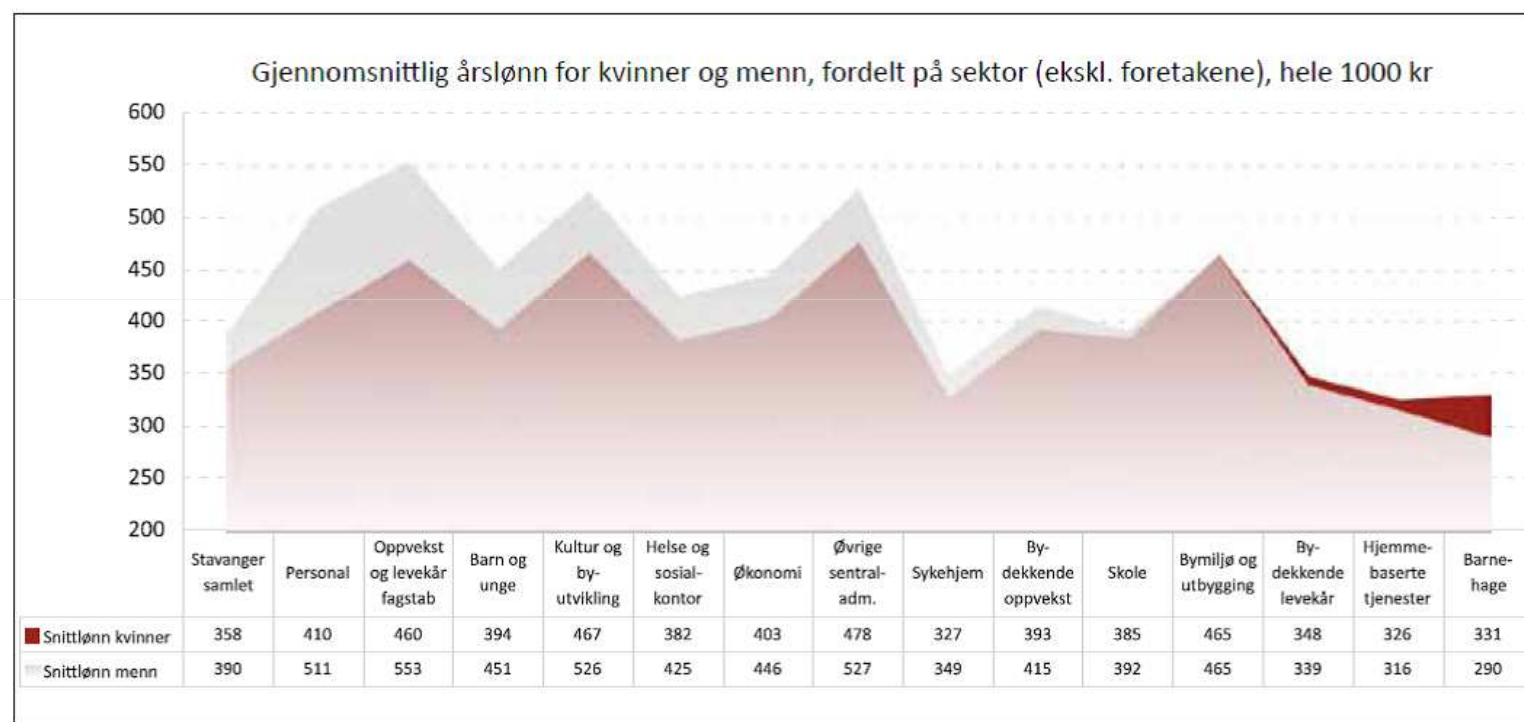 Gjennomsnittlig årslønn for kvinner og menn, fordelt på sektor (ekskl. foretakene), hele 1000 kr
600
550
500
450
400
350
300
250
200
Stavanger samlet
Personal
Oppvekst og levekår fagstab
Barn og unge
Kultur og by- utvikling
Helse og sosial- kontor
Økonomi
Øvrige sentral- adm.
Sykehjem
By- dekkende oppvekst
Skole
Bymiljø og utbygging
By- dekkende levekår
Hjemme- baserte tjenester
Barne- hage
Snittlønn kvinner 358 410 460 394 467 382 403 478 327 393 385 465 348 326 331
Snittlønn menn 390 511 553 451 526 425 446 527 349 415 392 465 339 316 290